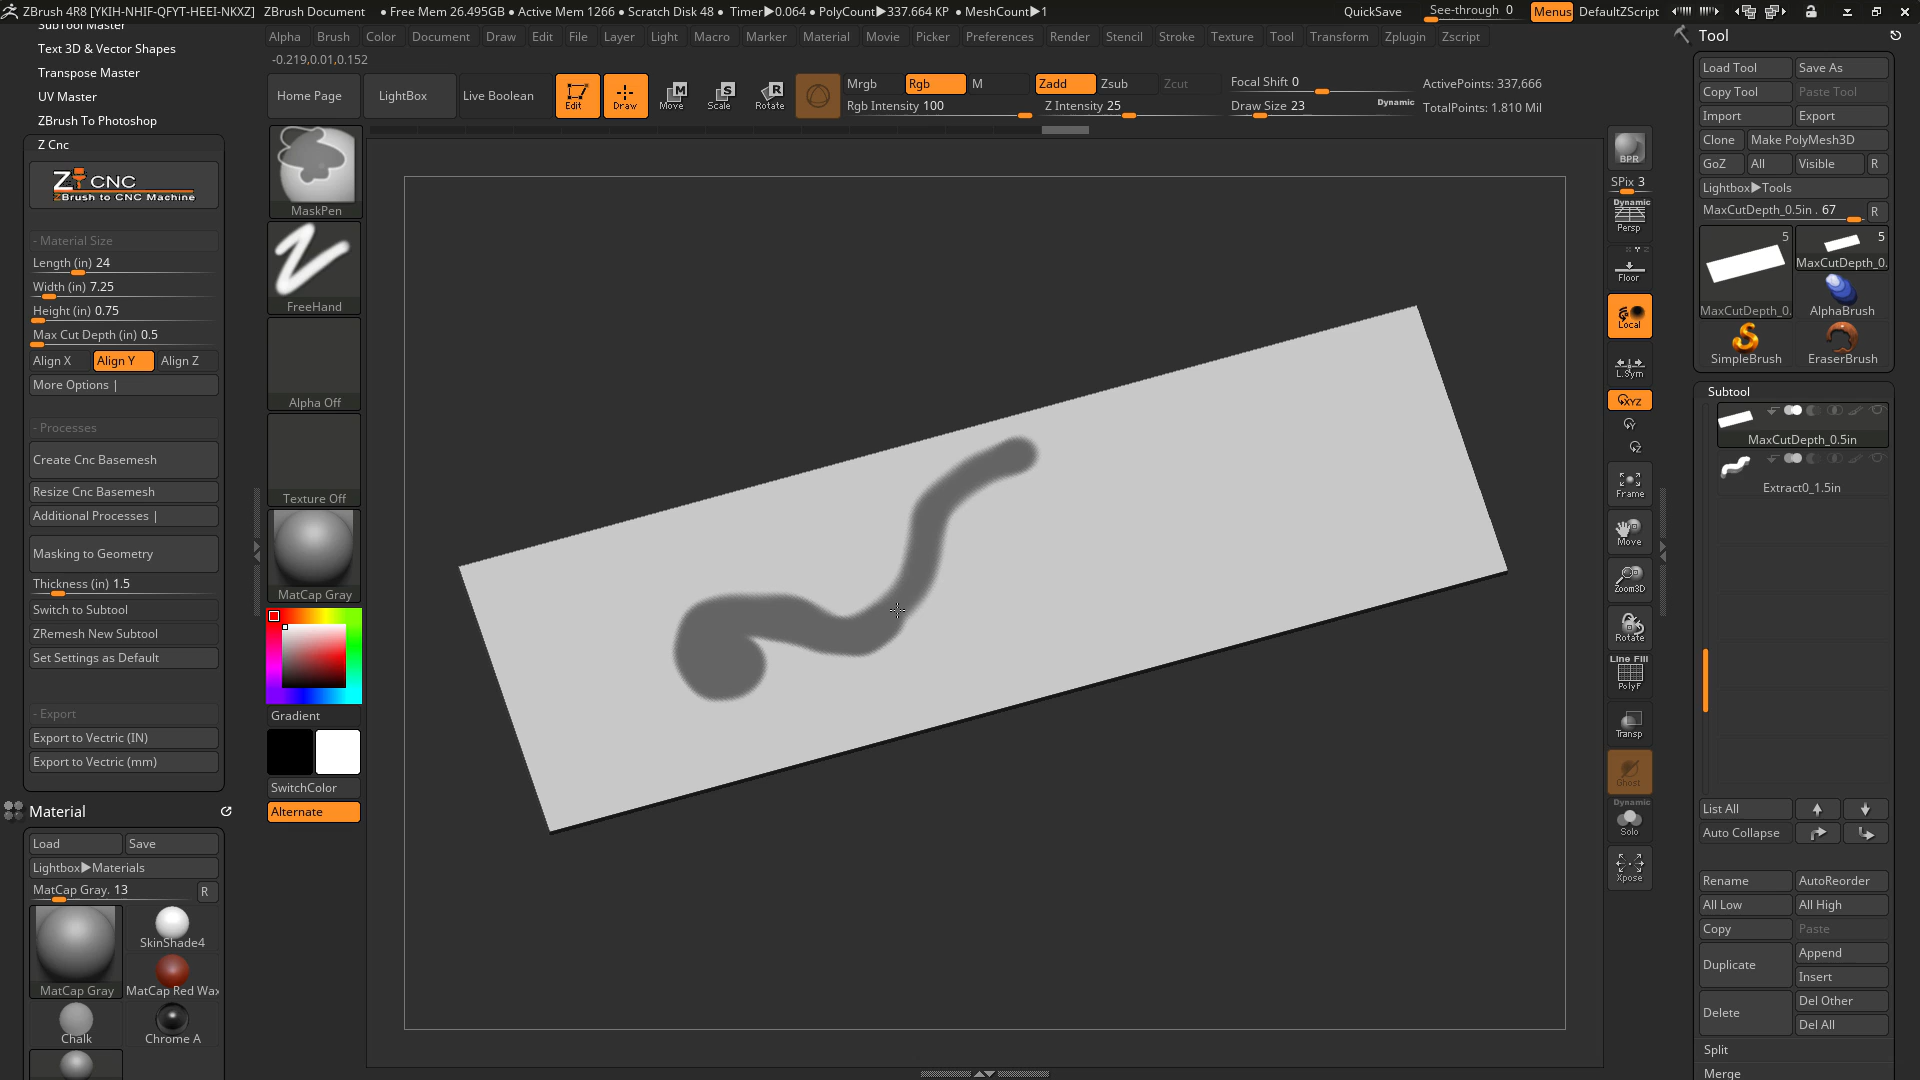 ZBrush 4R8 [YKIH-NHIF-QFYT-HEEI-NKXZ] ZBrush Document • Free Mem 26.495GB • Active Mem 1266 • Scratch Disk 48 • Timer▶0.064 • PolyCount▶337.664 KP • MeshCount▶1 QuickSave See-through 0 Menus DefaultZScript
SubTool Master
Text 3D & Vector Shapes
Transpose Master
UV Master
ZBrush To Photoshop
Z Cnc
Z CNC
ZBrush to CNC Machine
- Material Size
Length (in) 24
Width (in) 7.25
Height (in) 0.75
Max Cut Depth (in) 0.5
Align X Align Y Align Z
More Options |
- Processes
Create Cnc Basemesh
Resize Cnc Basemesh
Additional Processes |
Masking to Geometry
Thickness (in) 1.5
Switch to Subtool
ZRemesh New Subtool
Set Settings as Default
- Export
Export to Vectric (IN)
Export to Vectric (mm)
Material
Load Save
Lightbox▶Materials
MatCap Gray. 13 R
SkinShade4
MatCap Gray MatCap Red Wax
Chalk Chrome A
Alpha Brush Color Document Draw Edit File Layer Light Macro Marker Material Movie Picker Preferences Render Stencil Stroke Texture Tool Transform Zplugin Zscript
-0.219,0.01,0.152
Home Page LightBox Live Boolean Edit Draw Move Scale Rotate
Mrgb Rgb M Zadd Zsub Zcut Focal Shift 0 ActivePoints: 337,666
Rgb Intensity 100 Z Intensity 25 Draw Size 23 Dynamic TotalPoints: 1.810 Mil
MaskPen
FreeHand
Alpha Off
Texture Off
MatCap Gray
Gradient
SwitchColor
Alternate
BPR
SPix 3
Dynamic
Persp
Floor
Local
L.Sym
XYZ
Y
Z
Frame
Move
Zoom3D
Rotate
Line Fill
PolyF
Transp
Ghost
Dynamic
Solo
Xpose
Tool
Load Tool Save As
Copy Tool Paste Tool
Import Export
Clone Make PolyMesh3D
GoZ All Visible R
Lightbox▶Tools
MaxCutDepth_0.5in . 67 R
5 5
MaxCutDepth_0.
MaxCutDepth_0. AlphaBrush
SimpleBrush EraserBrush
Subtool
MaxCutDepth_0.5in
Extract0_1.5in
List All
Auto Collapse
Rename AutoReorder
All Low All High
Copy Paste
Duplicate Append
Insert
Delete Del Other
Del All
Split
Merge